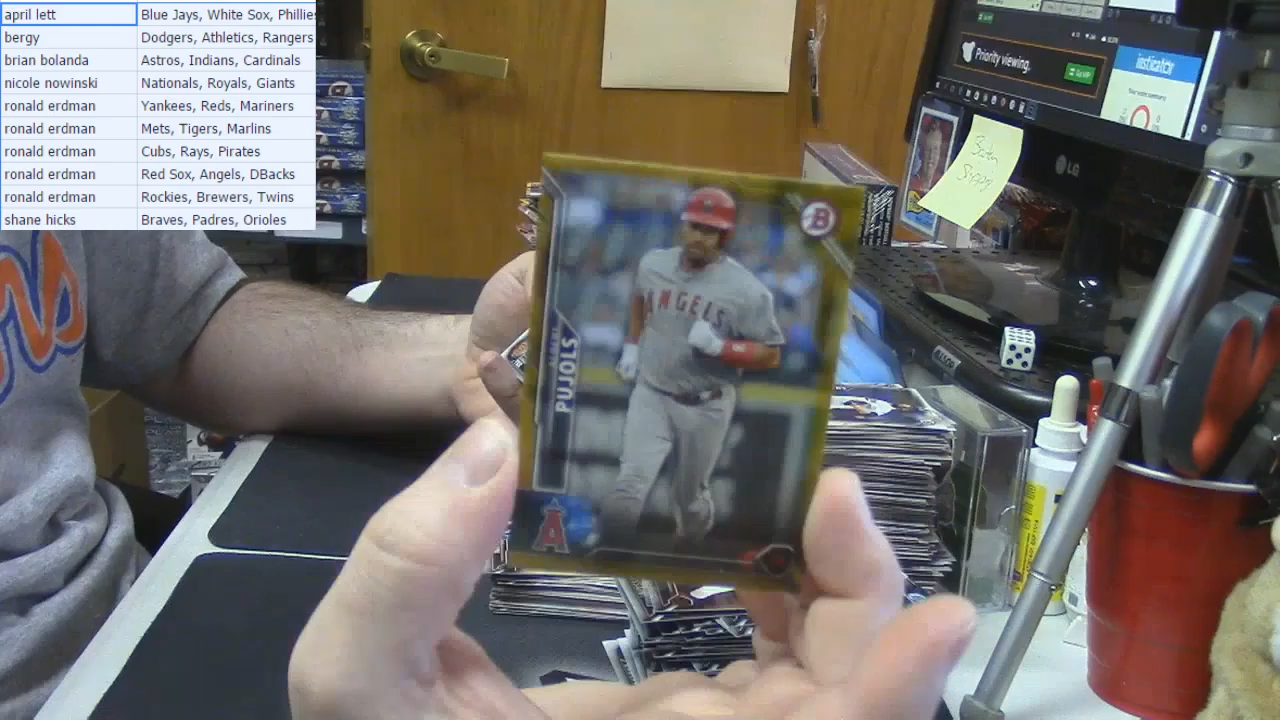 april lett Blue Jays, White Sox, Phillies
bergy Dodgers, Athletics, Rangers
brian bolanda Astros, Indians, Cardinals
nicole nowinski Nationals, Royals, Giants
ronald erdman Yankees, Reds, Mariners
ronald erdman Mets, Tigers, Marlins
ronald erdman Cubs, Rays, Pirates
ronald erdman Red Sox, Angels, DBacks
ronald erdman Rockies, Brewers, Twins
shane hicks Braves, Padres, Orioles
Priority viewing.
insticator
LG
B
ANGELS
ALBERT
PUJOLS
A